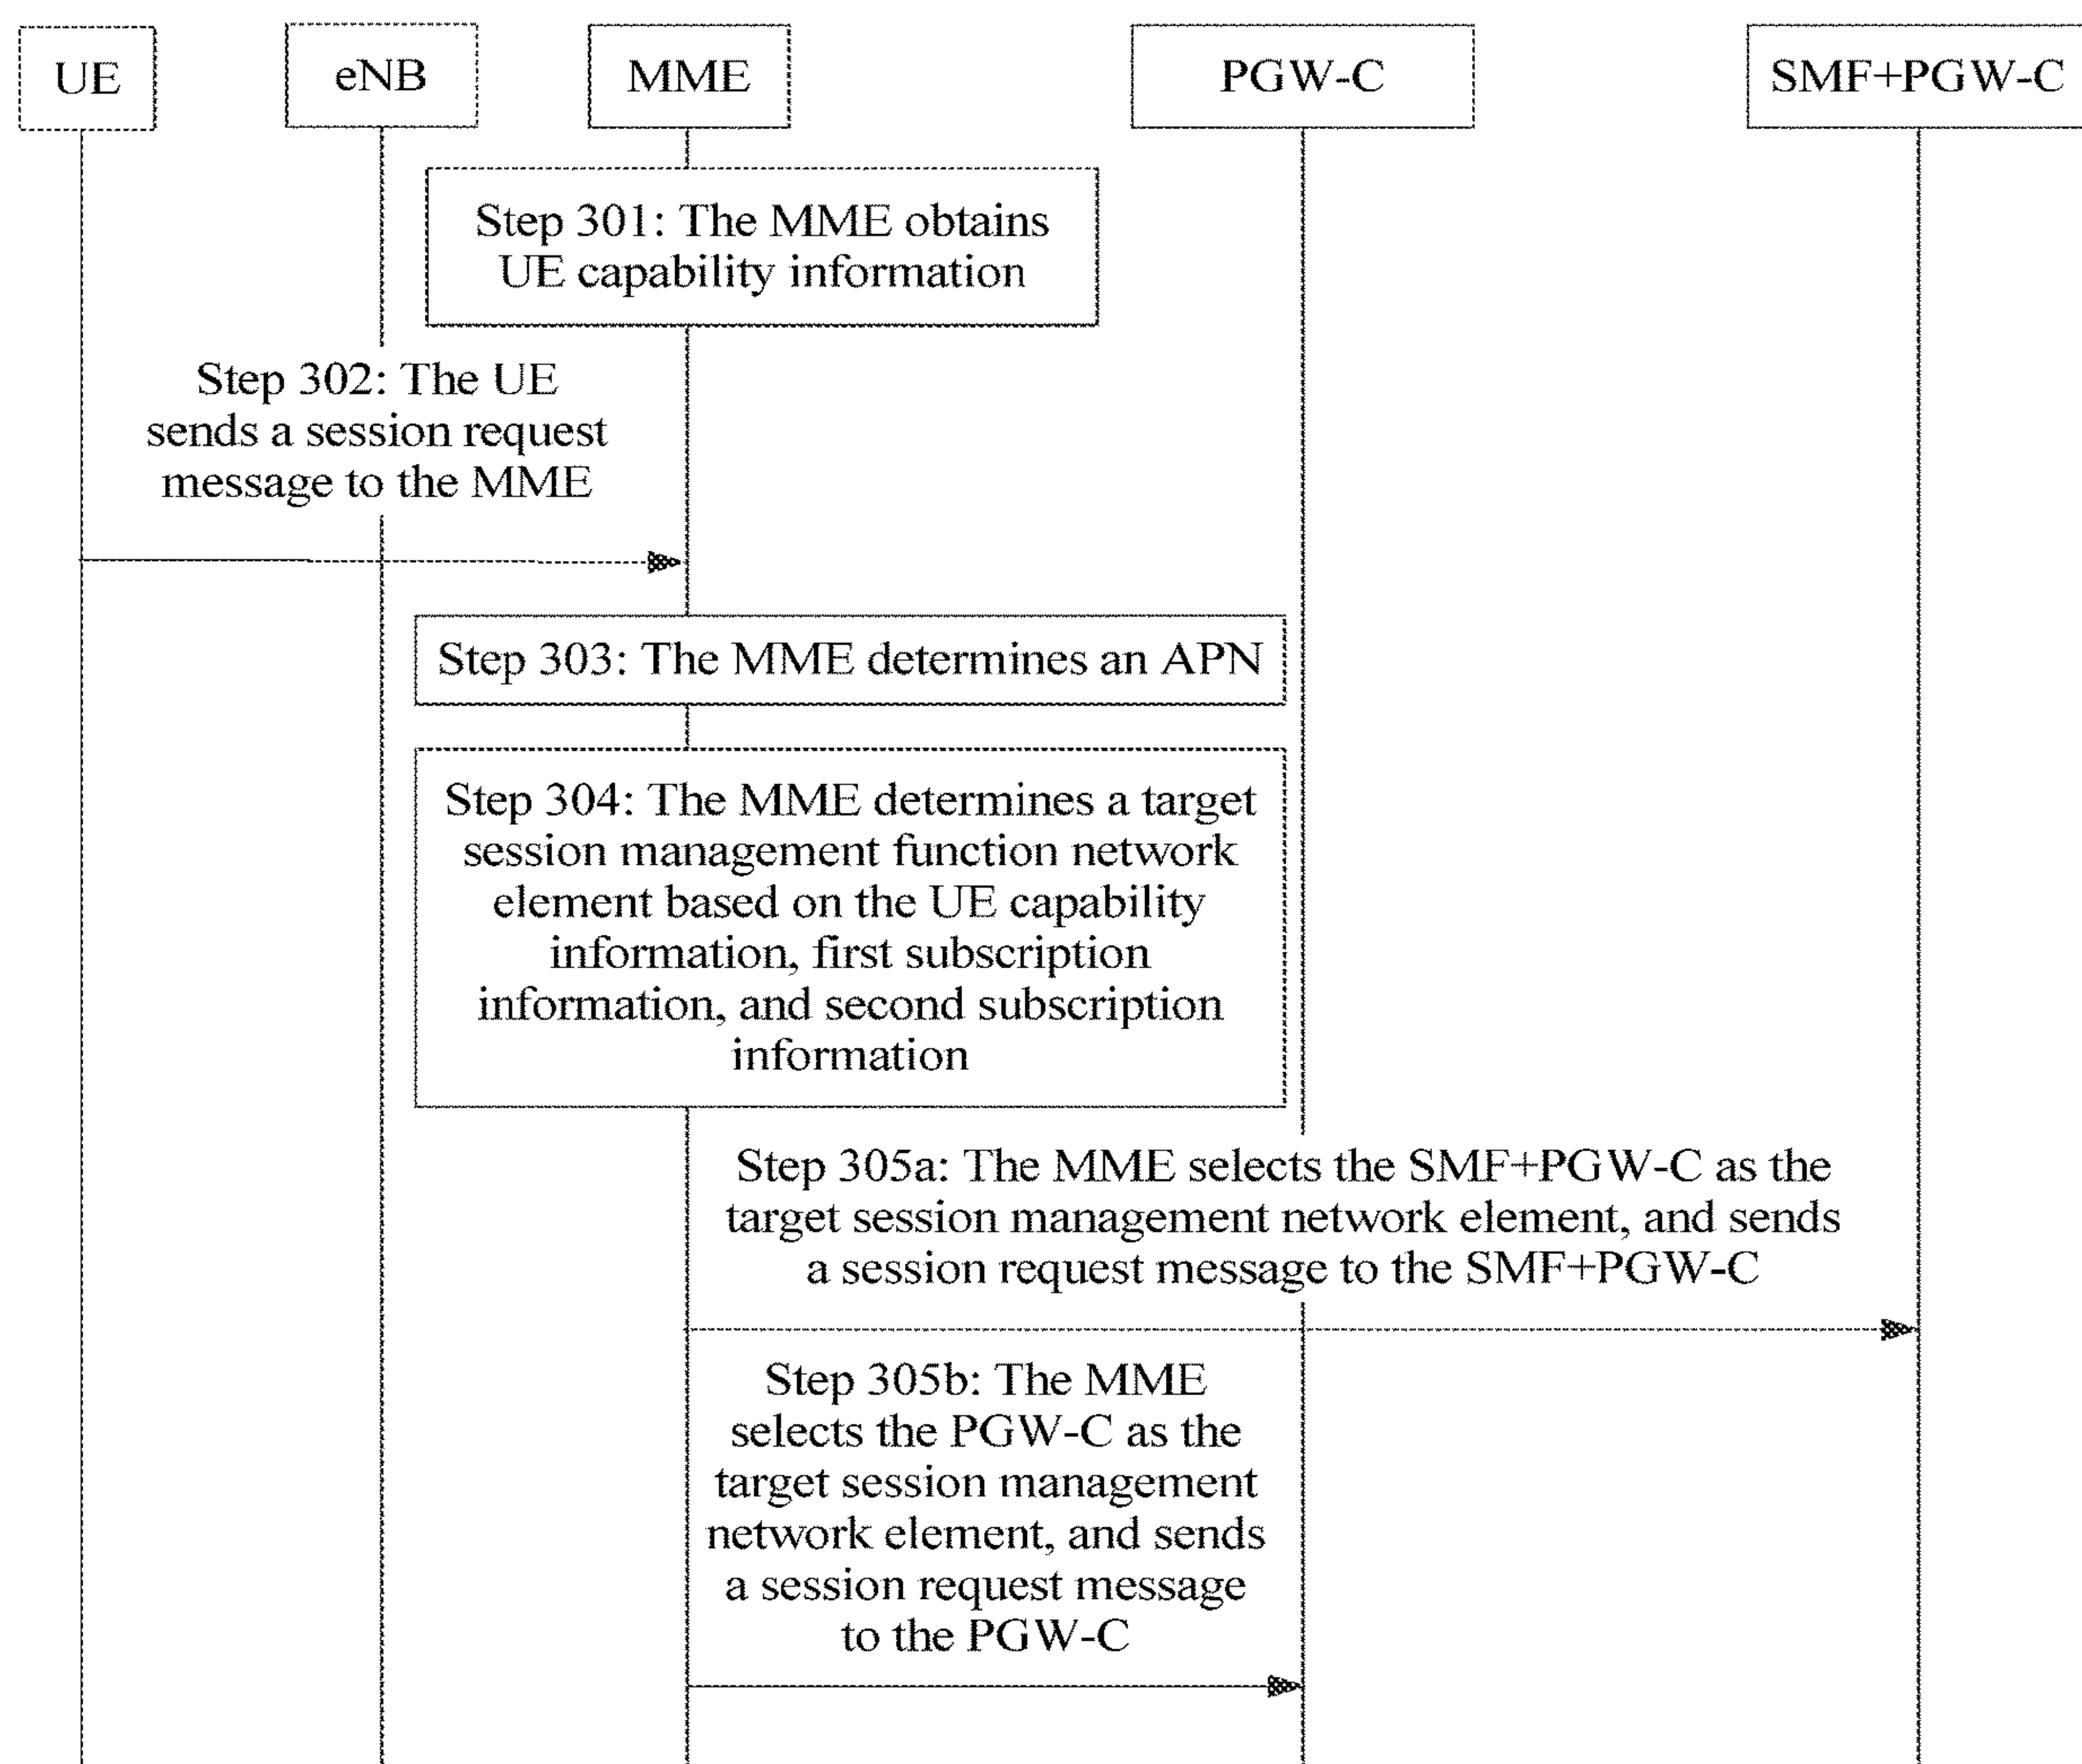 UE
eNB
MME
PGW-C
SMF+PGW-C
Step 301: The MME obtains
UE capability information
Step 302: The UE
sends a session request
message to the MME
Step 303: The MME determines an APN
Step 304: The MME determines a target
session management function network
element based on the UE capability
information, first subscription
information, and second subscription
information
Step 305a: The MME selects the SMF+PGW-C as the
target session management network element, and sends
a session request message to the SMF+PGW-C
Step 305b: The MME
selects the PGW-C as the
target session management
network element, and sends
a session request message
to the PGW-C